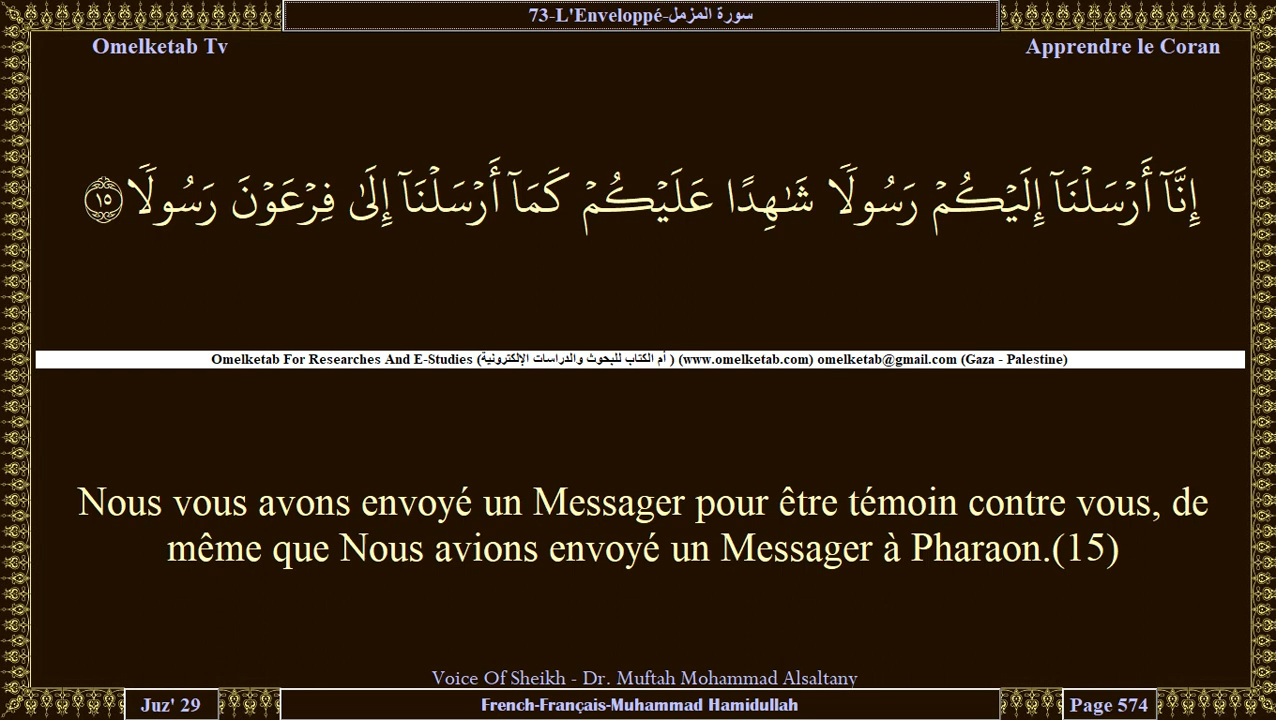 73-L'Enveloppé-سورة المزمل
Omelketab Tv
Apprendre le Coran
إِنَّآ أَرۡسَلۡنَآ إِلَيۡكُمۡ رَسُولٗا شَٰهِدًا عَلَيۡكُمۡ كَمَآ أَرۡسَلۡنَآ إِلَىٰ فِرۡعَوۡنَ رَسُولٗا ١٥
Omelketab For Researches And E-Studies (أم الكتاب للبحوث والدراسات الإلكترونية ) (www.omelketab.com) omelketab@gmail.com (Gaza - Palestine)
Nous vous avons envoyé un Messager pour être témoin contre vous, de
même que Nous avions envoyé un Messager à Pharaon.(15)
Voice Of Sheikh - Dr. Muftah Mohammad Alsaltany
Juz' 29
French-Français-Muhammad Hamidullah
Page 574